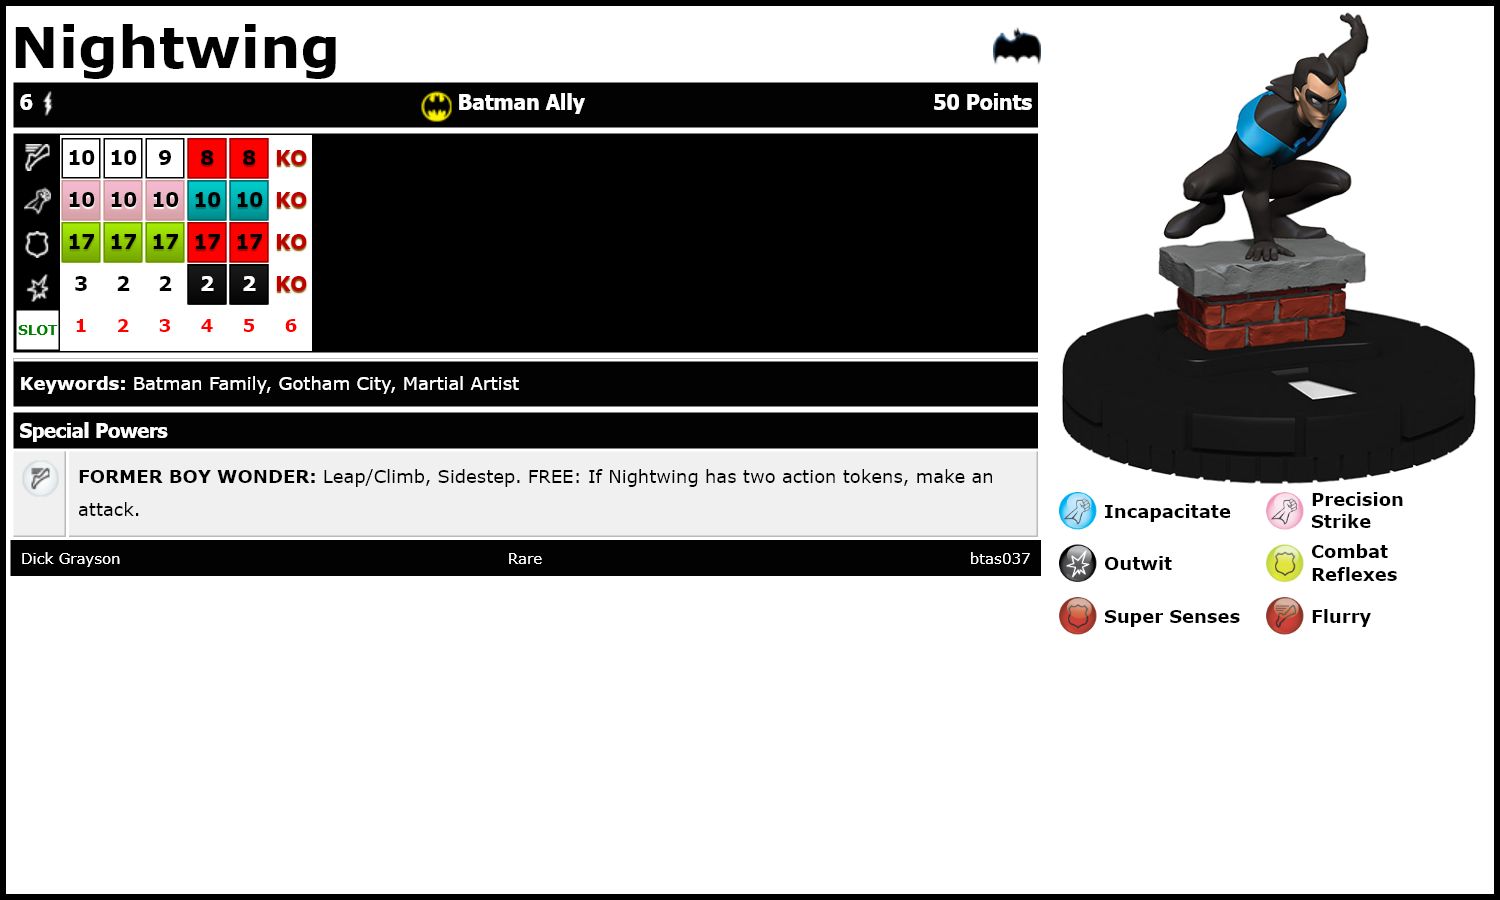 Nightwing
6 Batman Ally 50 Points
10 10 9 8 8 KO
10 10 10 10 10 KO
17 17 17 17 17 KO
3 2 2 2 2 KO
SLOT 1 2 3 4 5 6
Keywords: Batman Family, Gotham City, Martial Artist
Special Powers
FORMER BOY WONDER: Leap/Climb, Sidestep. FREE: If Nightwing has two action tokens, make an
attack.
Dick Grayson Rare btas037
Incapacitate
Precision
Strike
Outwit
Combat
Reflexes
Super Senses
Flurry